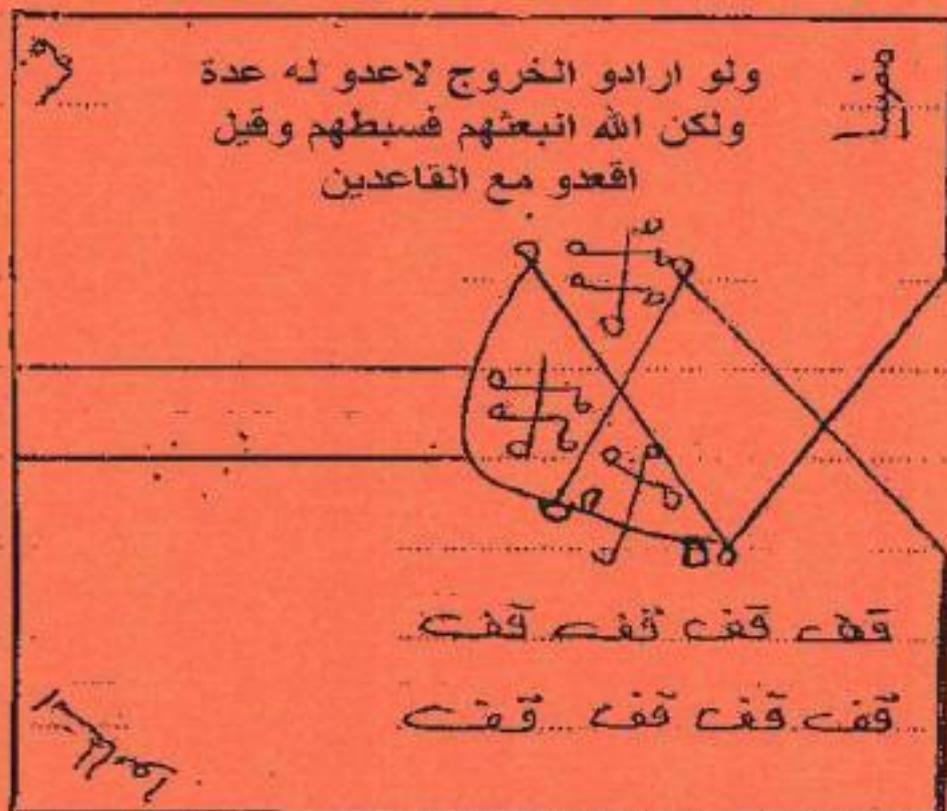 ولو ارادو الخروج لاعدو له عدة
ولكن الله انبعثهم فسبطهم وقيل
اقعدو مع القاعدين
قف قف قف قف
قف قف قف قف